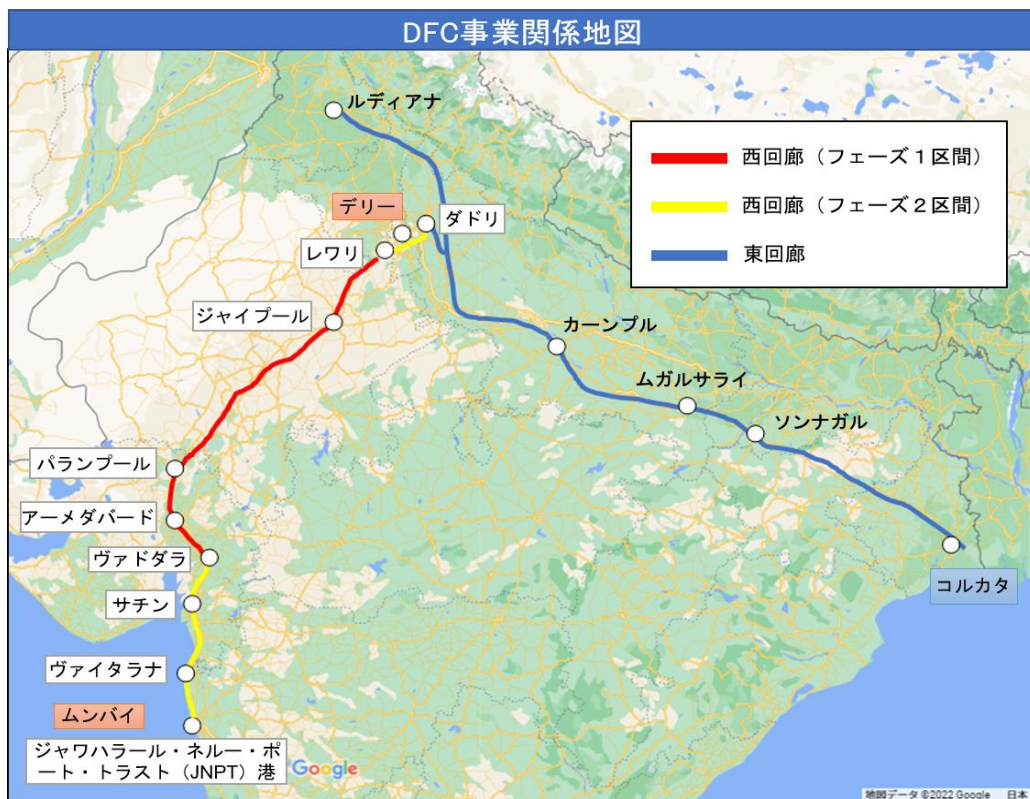 DFC事業関係地図
ルディアナ
西回廊（フェーズ１区間）
西回廊（フェーズ２区間）
東回廊
デリー
ダドリ
レワリ
ジャイプール
カーンプル
ムガルサライ
ソンナガル
パランプール
アーメダバード
ヴァドダラ
サチン
コルカタ
ヴァイタラナ
ムンバイ
ジャワハラール・ネルー・ポ
ート・トラスト（JNPT）港
Google
地図データ ©2022 Google 日本